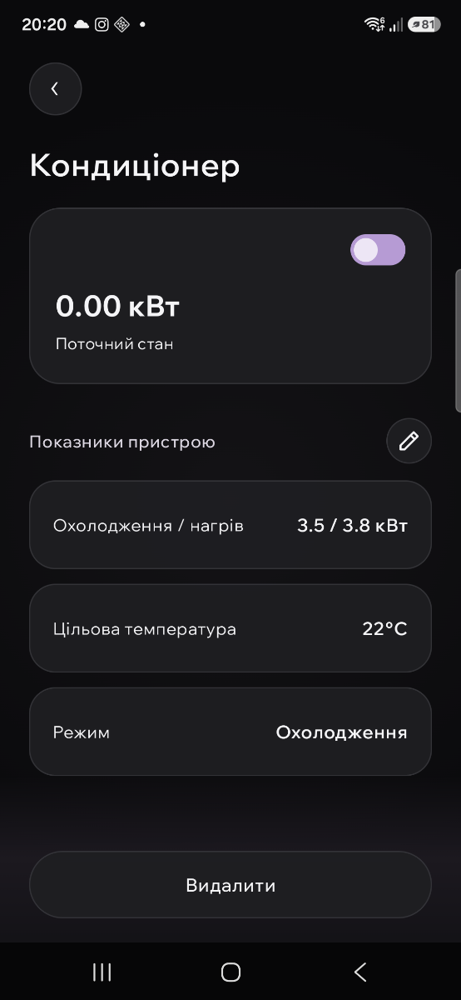 20:20
6
81
Кондиціонер
0.00 кВт
Поточний стан
Показники пристрою
Охолодження / нагрів 3.5 / 3.8 кВт
Цільова температура 22°C
Режим Охолодження
Видалити